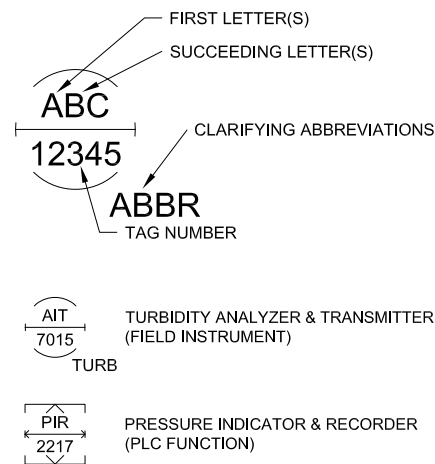 FIRST LETTER(S)
SUCCEEDING LETTER(S)
ABC
12345
CLARIFYING ABBREVIATIONS
ABBR
TAG NUMBER
AIT
7015
TURB
TURBIDITY ANALYZER & TRANSMITTER
(FIELD INSTRUMENT)
PIR
2217
PRESSURE INDICATOR & RECORDER
(PLC FUNCTION)